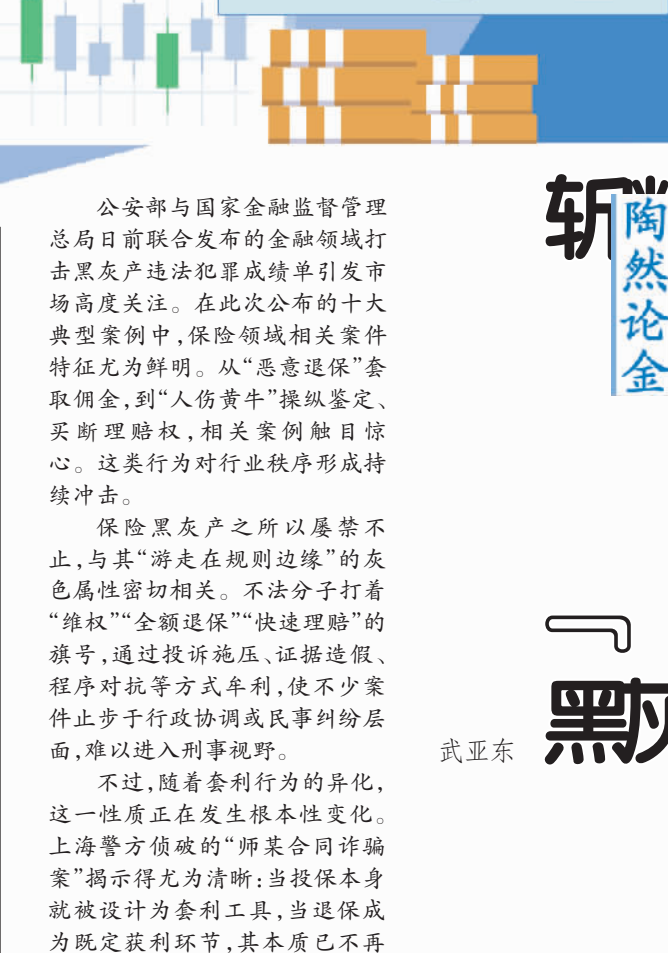 公安部与国家金融监督管理
总局日前联合发布的金融领域打
击黑灰产违法犯罪成绩单引发市
场高度关注。在此次公布的十大
典型案例中，保险领域相关案件
特征尤为鲜明。从“恶意退保”套
取佣金，到“人伤黄牛”操纵鉴定、
买断理赔权，相关案例触目惊
心。这类行为对行业秩序形成持
续冲击。
保险黑灰产之所以屡禁不
止，与其“游走在规则边缘”的灰
色属性密切相关。不法分子打着
“维权”“全额退保”“快速理赔”的
旗号，通过投诉施压、证据造假、
程序对抗等方式牟利，使不少案
件止步于行政协调或民事纠纷层
面，难以进入刑事视野。
不过，随着套利行为的异化，
这一性质正在发生根本性变化。
上海警方侦破的“师某合同诈骗
案”揭示得尤为清晰：当投保本身
就被设计为套利工具，当退保成
为既定获利环节，其本质已不再
武亚东
斩
『
黑灰
陶然论金